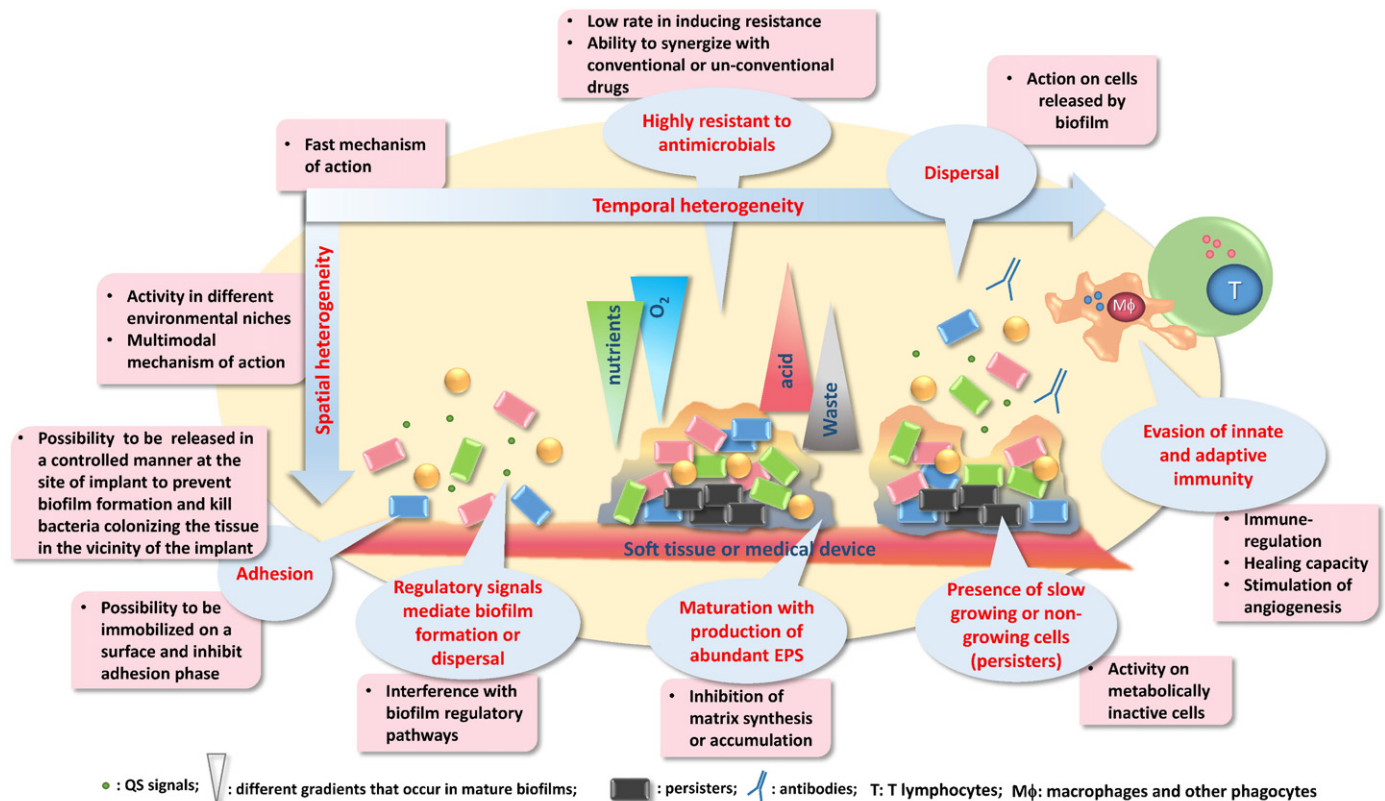 • Low rate in inducing resistance
• Ability to synergize with
conventional or un-conventional
drugs
• Action on cells
released by
biofilm
Highly resistant to
antimicrobials
• Fast mechanism
of action
Dispersal
Temporal heterogeneity
Spatial heterogeneity
• Activity in different
environmental niches
• Multimodal
mechanism of action
nutrients
O2
acid
Waste
T
Mϕ
• Possibility to be released in
a controlled manner at the
site of implant to prevent
biofilm formation and kill
bacteria colonizing the tissue
in the vicinity of the implant
Evasion of innate
and adaptive
immunity
• Immune-
regulation
• Healing capacity
• Stimulation of
angiogenesis
Soft tissue or medical device
Adhesion
• Possibility to be
immobilized on a
surface and inhibit
adhesion phase
Regulatory signals
mediate biofilm
formation or
dispersal
• Interference with
biofilm regulatory
pathways
Maturation with
production of
abundant EPS
• Inhibition of
matrix synthesis
or accumulation
Presence of slow
growing or non-
growing cells
(persisters)
• Activity on
metabolically
inactive cells
: QS signals; : different gradients that occur in mature biofilms; : persisters; : antibodies; T: T lymphocytes; Mϕ: macrophages and other phagocytes